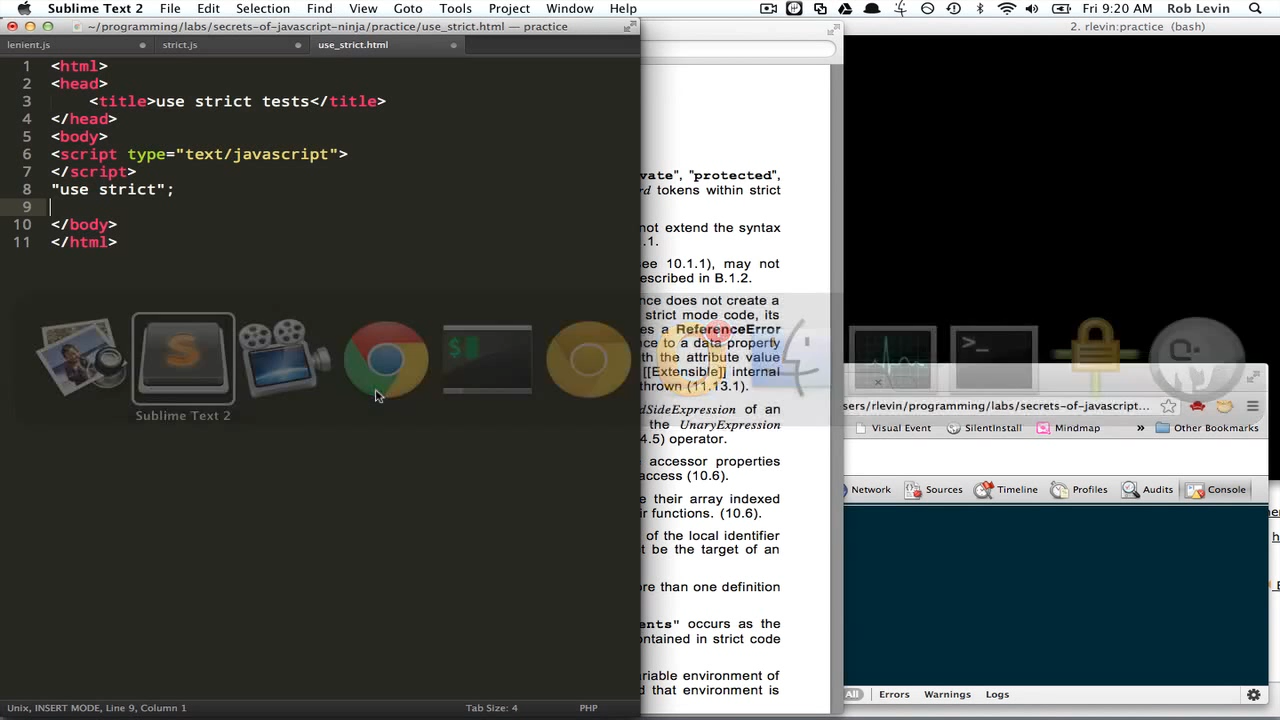 Sublime Text 2 File Edit Selection Find View Goto Tools Project Window Help Fri 9:20 AM Rob Levin
~/programming/labs/secrets-of-javascript-ninja/practice/use_strict.html — practice
2. rlevin:practice (bash)
lenient.js strict.js use_strict.html
1 <html>
2 <head>
3 <title>use strict tests</title>
4 </head>
5 <body>
6 <script type="text/javascript">
7 </script>
8 "use strict";
9
10 </body>
11 </html>
vate", "protected",
rd tokens within strict
not extend the syntax
.1.
ee 10.1.1), may not
escribed in B.1.2.
nce does not create a
strict mode code, its
es a ReferenceError
nce to a data property
th the attribute value
[[Extensible]] internal
thrown (11.13.1).
dSideExpression of an
the UnaryExpression
4.5) operator.
accessor properties
access (10.6).
e their array indexed
ir functions. (10.6).
of the local identifier
t be the target of an
ore than one definition
ents" occurs as the
ontained in strict code
riable environment of
d that environment is
Sublime Text 2
sers/rlevin/programming/labs/secrets-of-javascript...
Visual Event SilentInstall Mindmap » Other Bookmarks
Network Sources Timeline Profiles Audits Console
All Errors Warnings Logs
Unix, INSERT MODE, Line 9, Column 1 Tab Size: 4 PHP